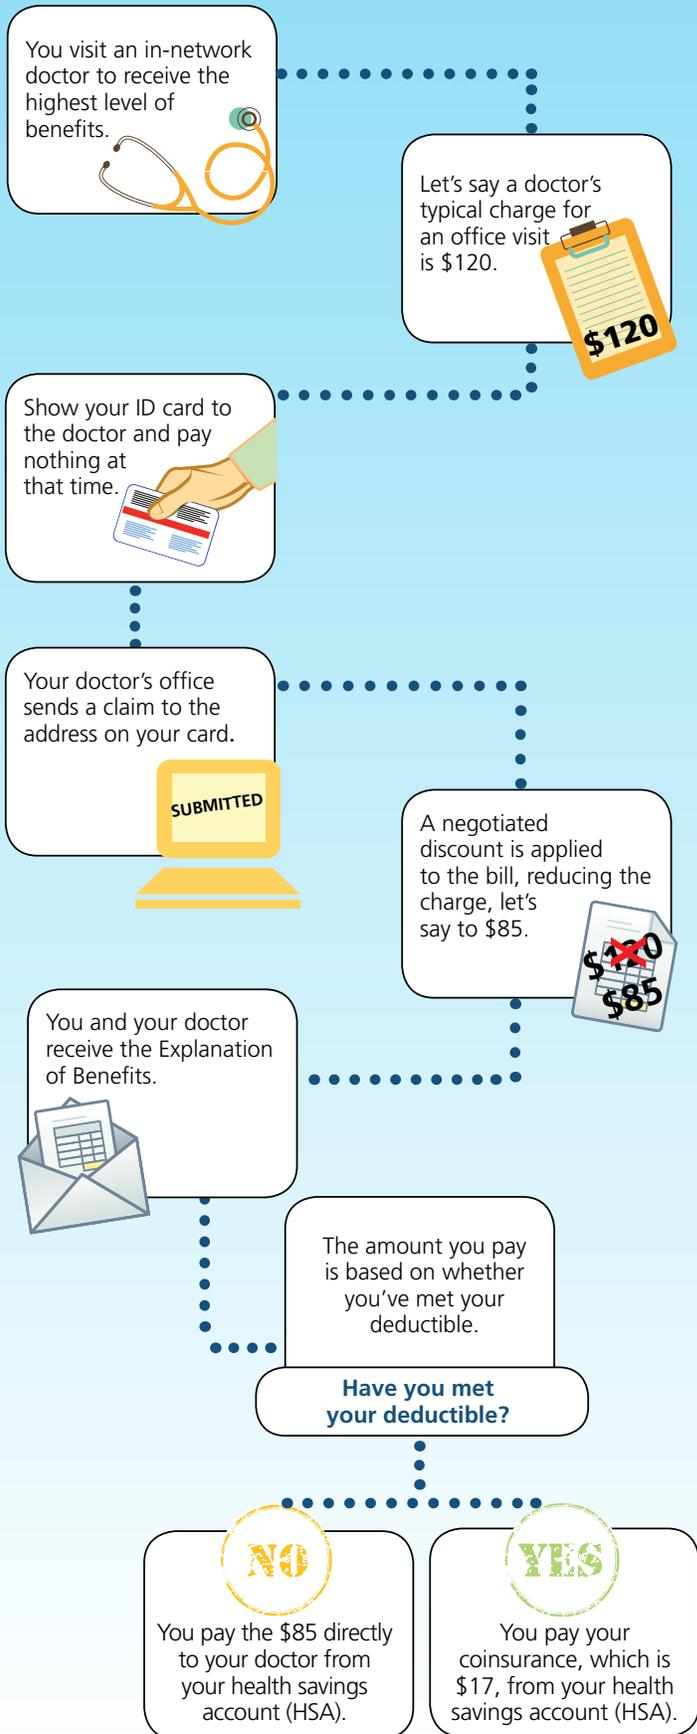 You visit an in-network
doctor to receive the
highest level of
benefits.
Let’s say a doctor’s
typical charge for
an office visit
is $120.
$120
Show your ID card to
the doctor and pay
nothing at
that time.
Your doctor’s office
sends a claim to the
address on your card.
SUBMITTED
A negotiated
discount is applied
to the bill, reducing the
charge, let’s
say to $85.
$120
$85
You and your doctor
receive the Explanation
of Benefits.
The amount you pay
is based on whether
you’ve met your
deductible.
Have you met
your deductible?
NO
You pay the $85 directly
to your doctor from
your health savings
account (HSA).
YES
You pay your
coinsurance, which is
$17, from your health
savings account (HSA).